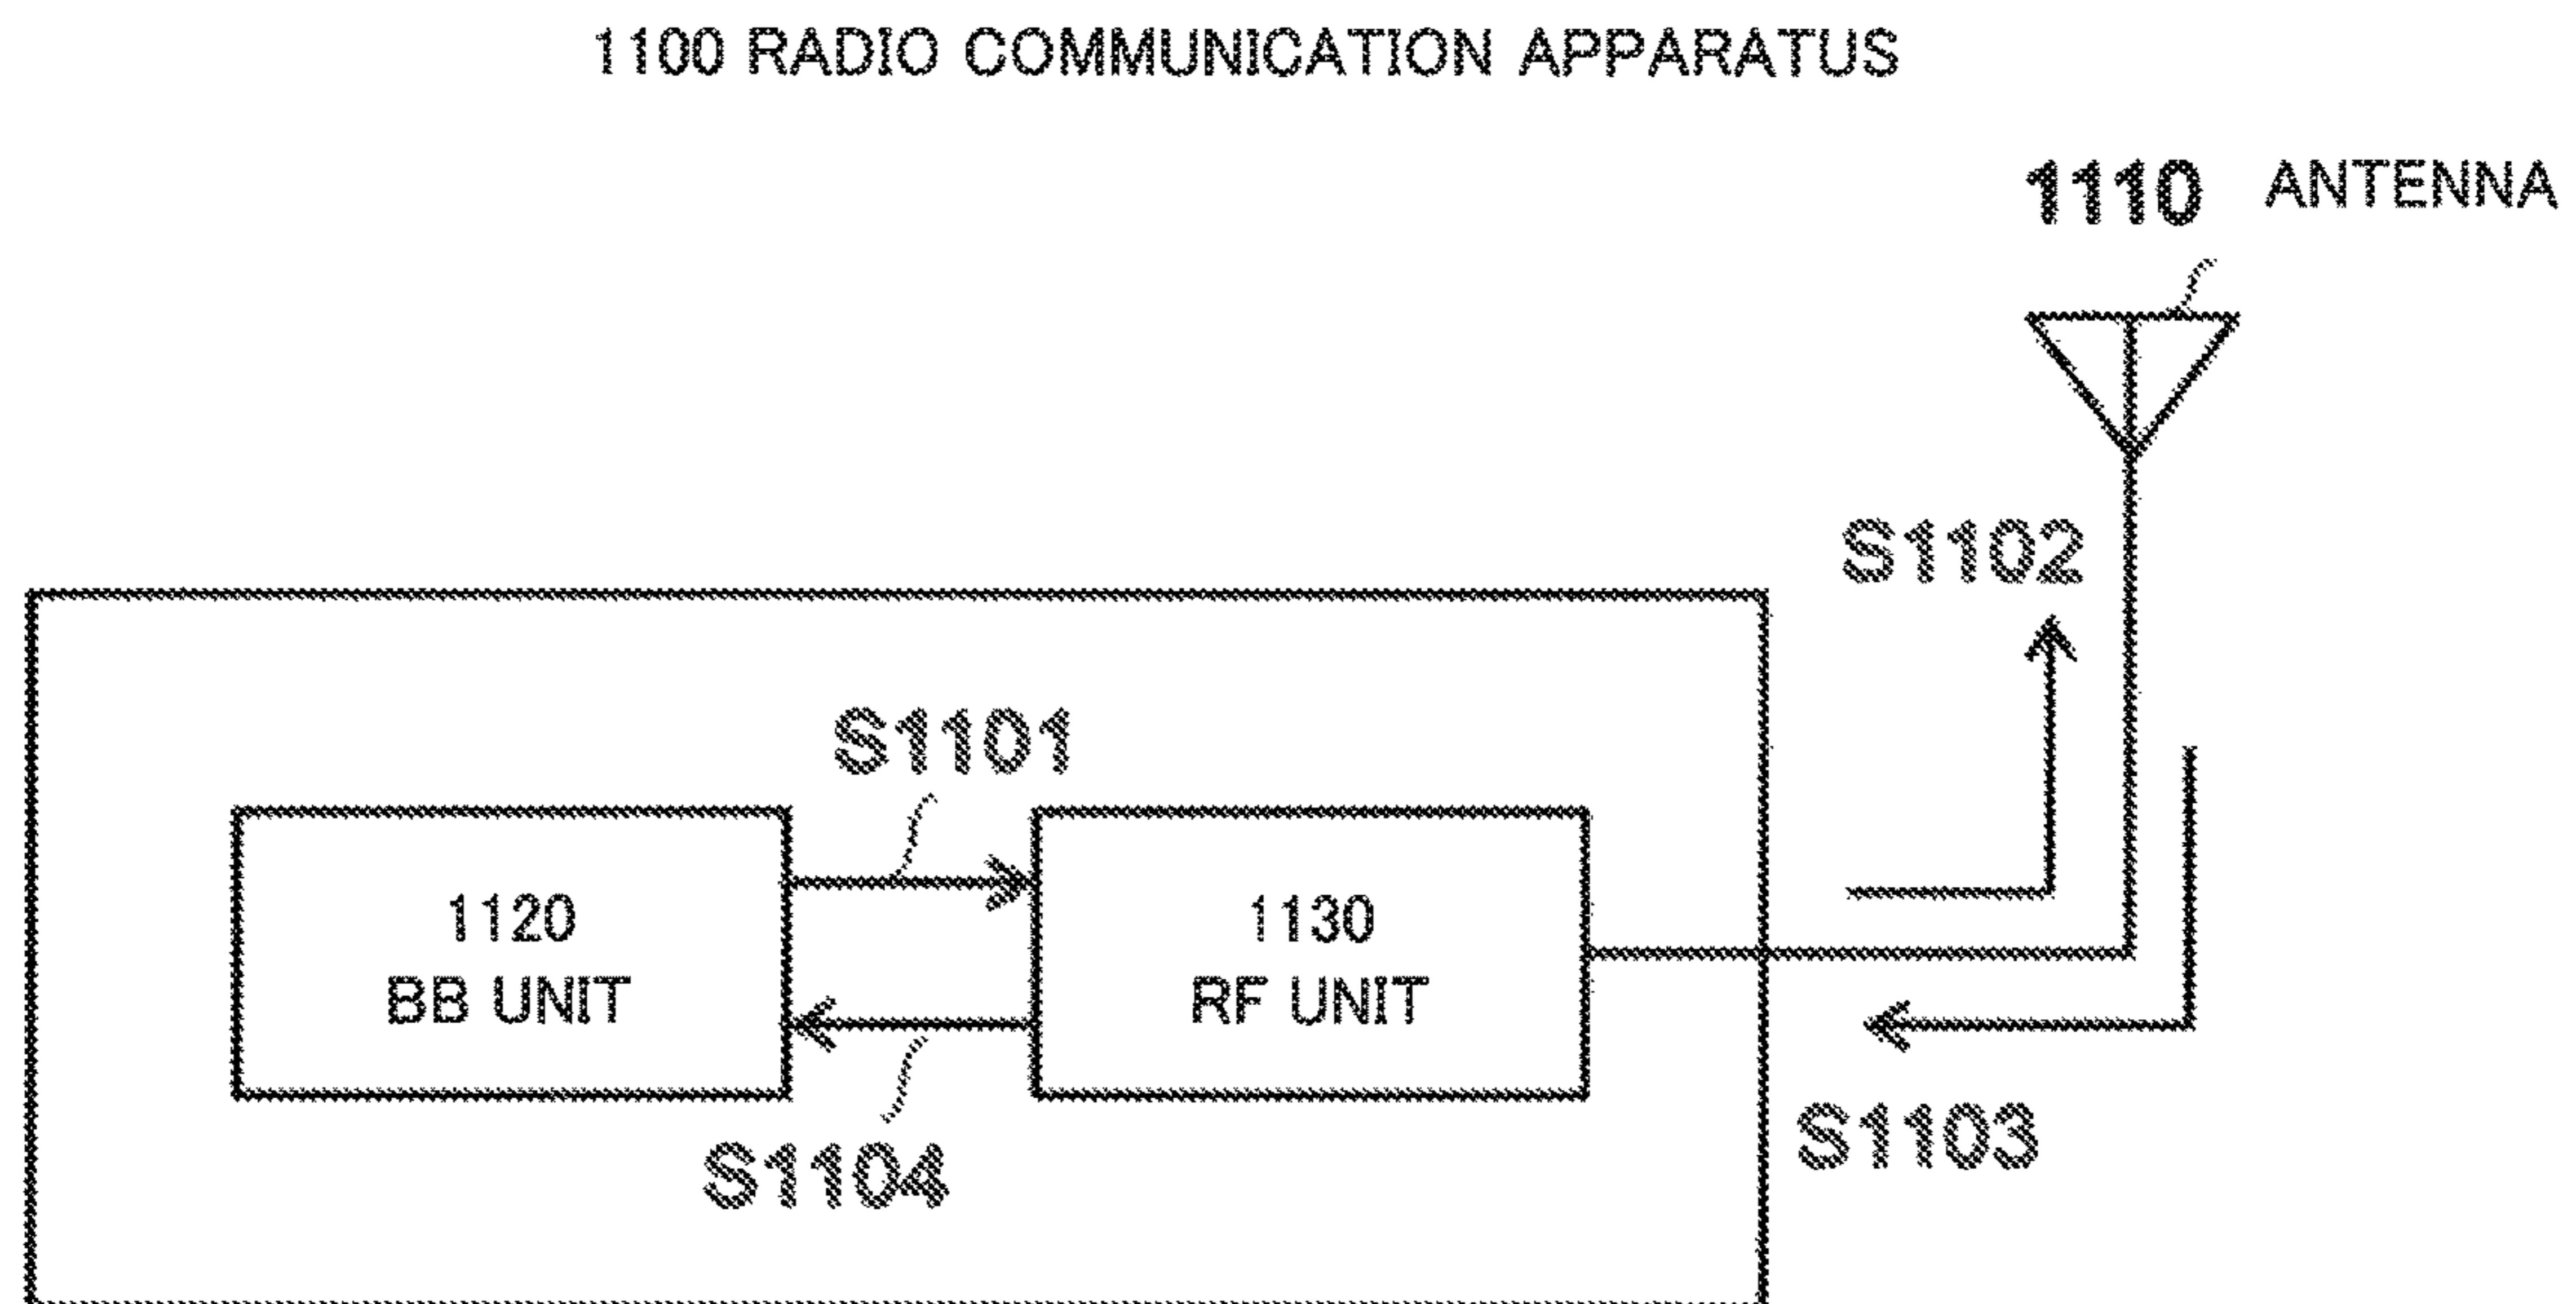 1100 RADIO COMMUNICATION APPARATUS
1110 ANTENNA
S1102
S1101
1120
BB UNIT
1130
RF UNIT
S1104
S1103